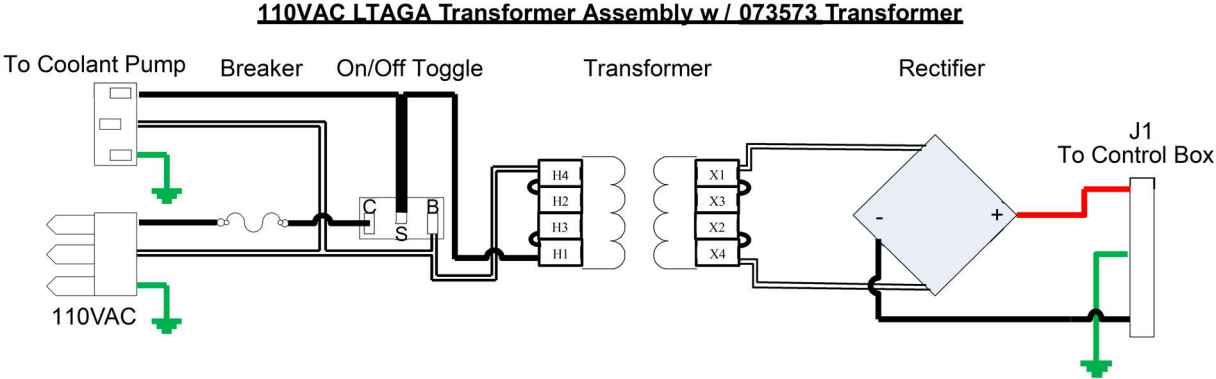 110VAC LTAGA Transformer Assembly w / 073573 Transformer
To Coolant Pump
Breaker
On/Off Toggle
Transformer
Rectifier
J1
To Control Box
H4
H2
H3
H1
X1
X3
X2
X4
C
S
B
-
+
110VAC